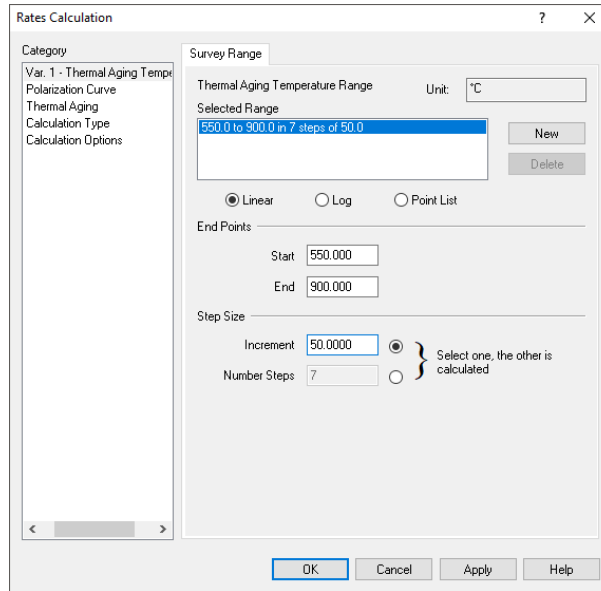 Rates Calculation
?
Category
Var. 1 - Thermal Aging Tempe
Polarization Curve
Thermal Aging
Calculation Type
Calculation Options
Survey Range
Thermal Aging Temperature Range
Unit:
°C
Selected Range
550.0 to 900.0 in 7 steps of 50.0
New
Delete
Linear
Log
Point List
End Points
Start
550.000
End
900.000
Step Size
Increment
50.0000
Number Steps
7
Select one, the other is
calculated
OK
Cancel
Apply
Help